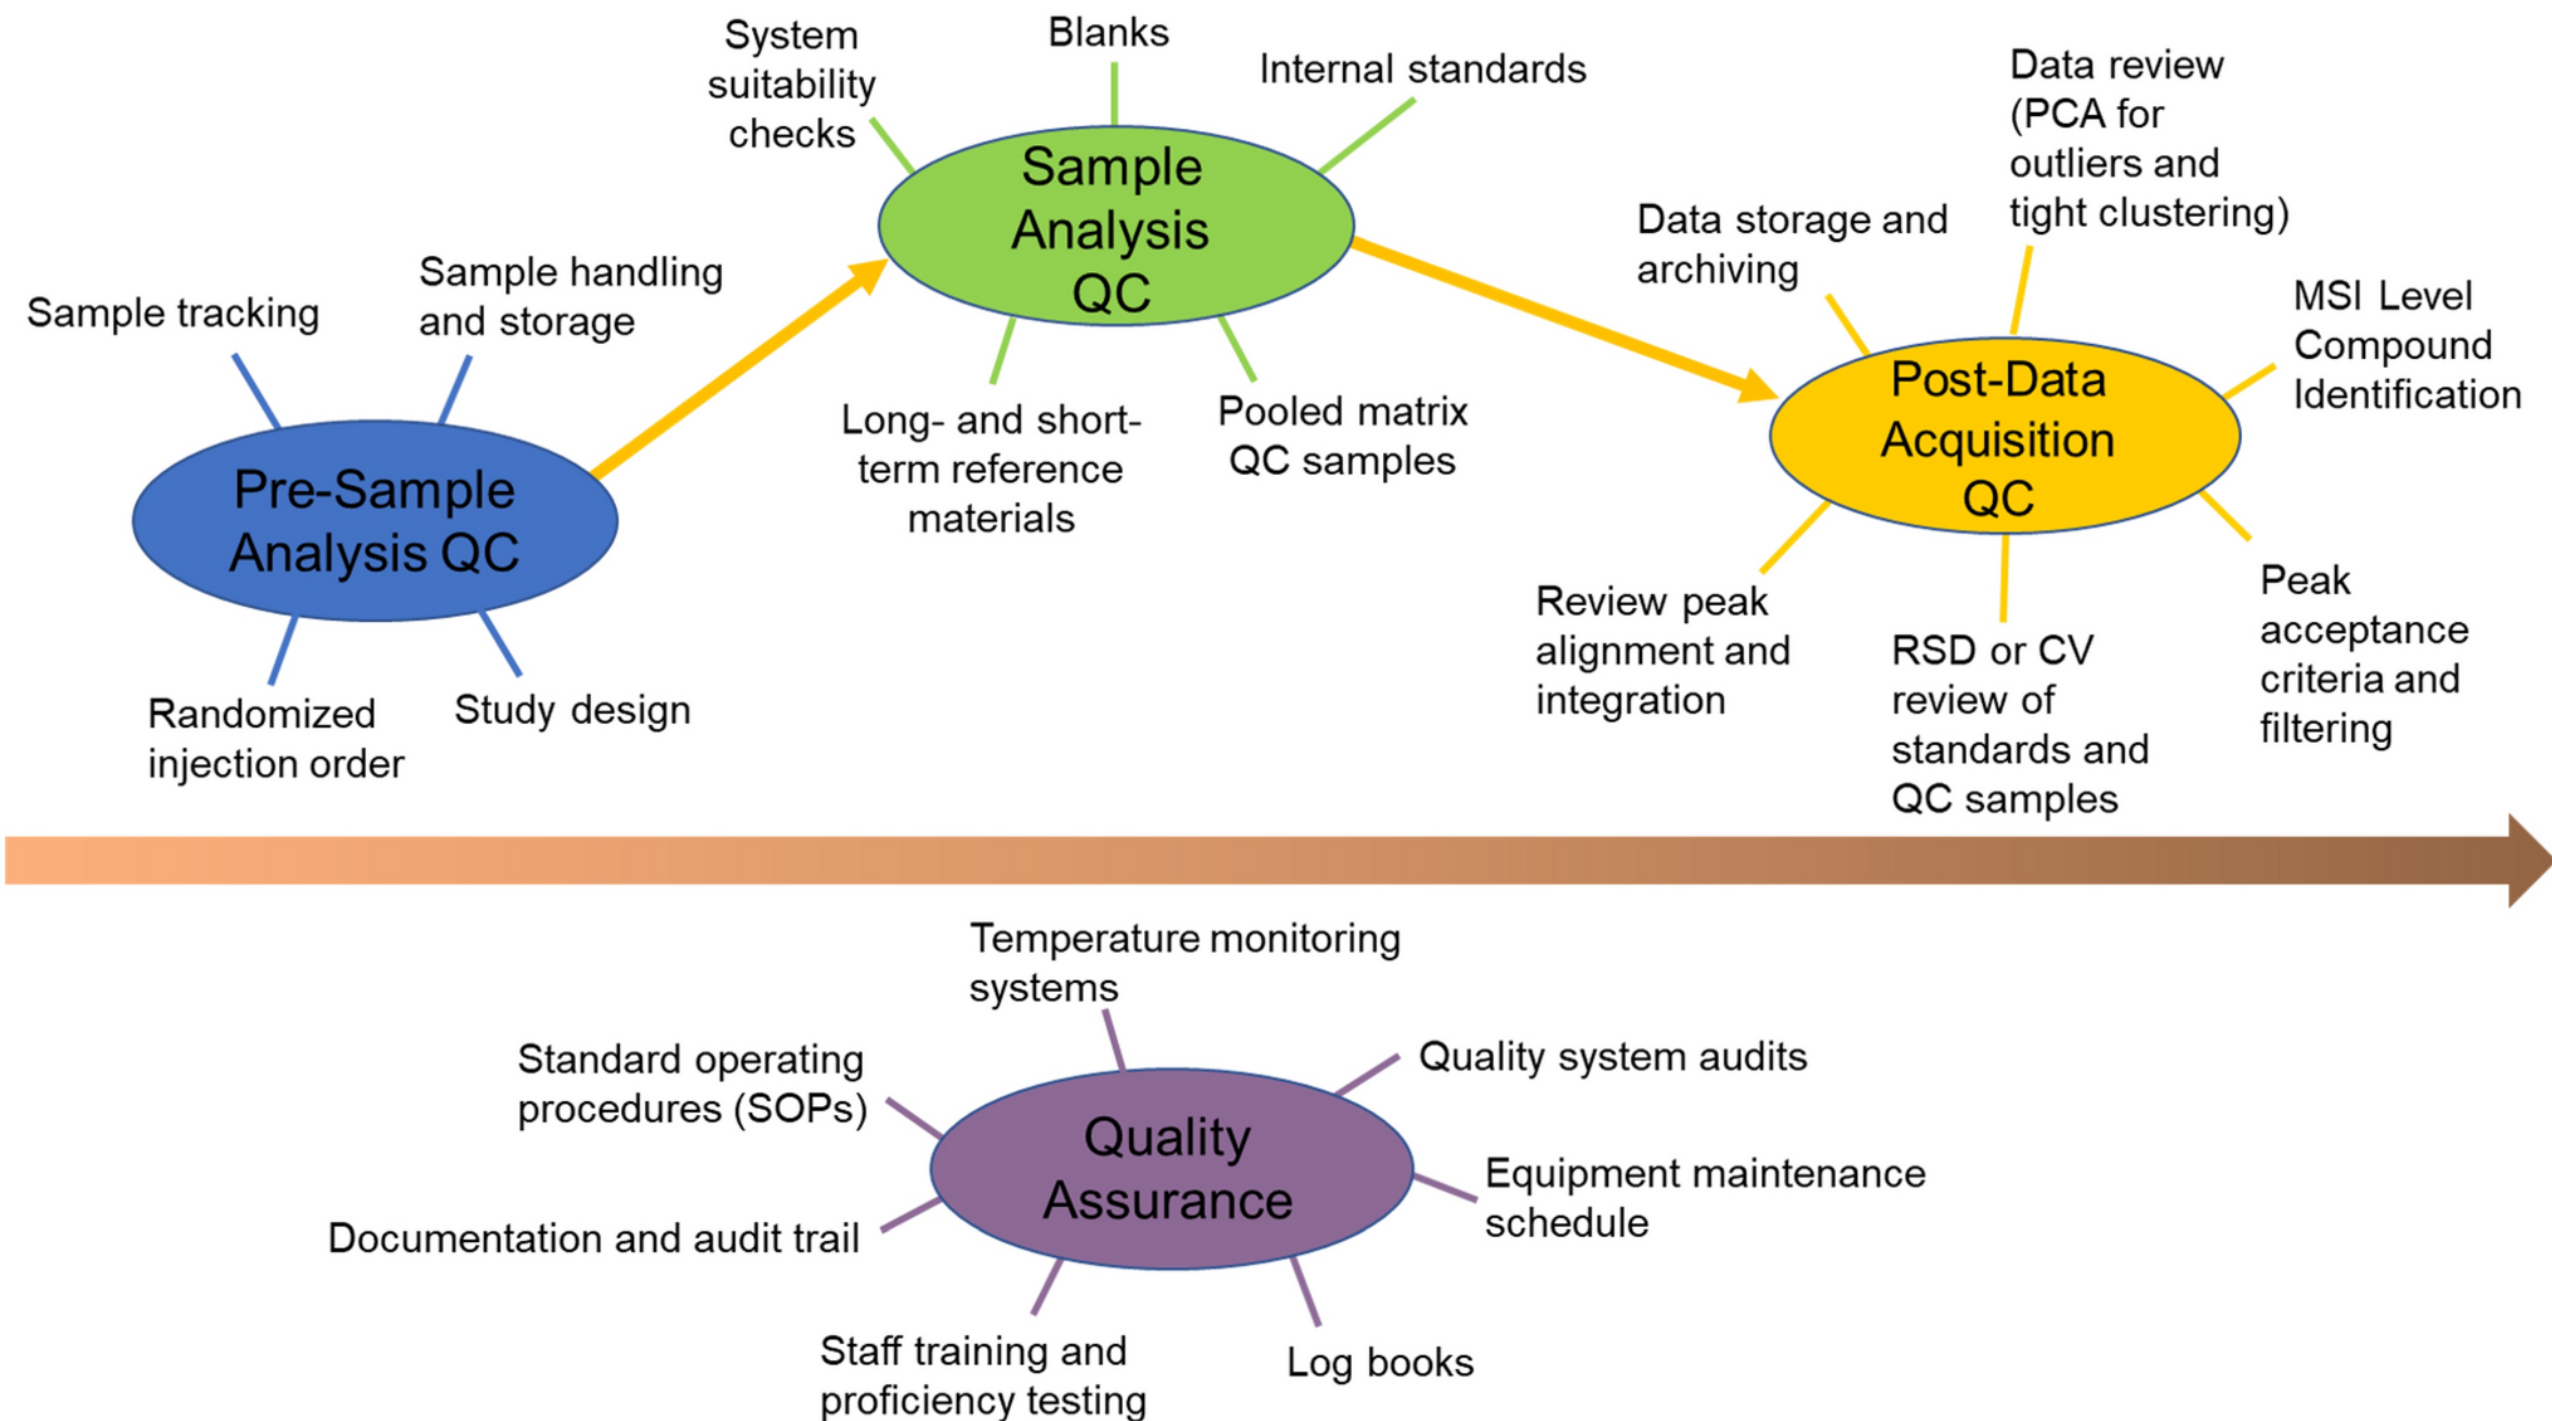 Sample tracking
Sample handling
and storage
Pre-Sample
Analysis QC
Randomized
injection order
Study design
System
suitability
checks
Blanks
Internal standards
Sample
Analysis
QC
Long- and short-
term reference
materials
Pooled matrix
QC samples
Data storage and
archiving
Data review
(PCA for
outliers and
tight clustering)
MSI Level
Compound
Identification
Post-Data
Acquisition
QC
Review peak
alignment and
integration
RSD or CV
review of
standards and
QC samples
Peak
acceptance
criteria and
filtering
Temperature monitoring
systems
Standard operating
procedures (SOPs)
Quality system audits
Quality
Assurance
Documentation and audit trail
Equipment maintenance
schedule
Staff training and
proficiency testing
Log books